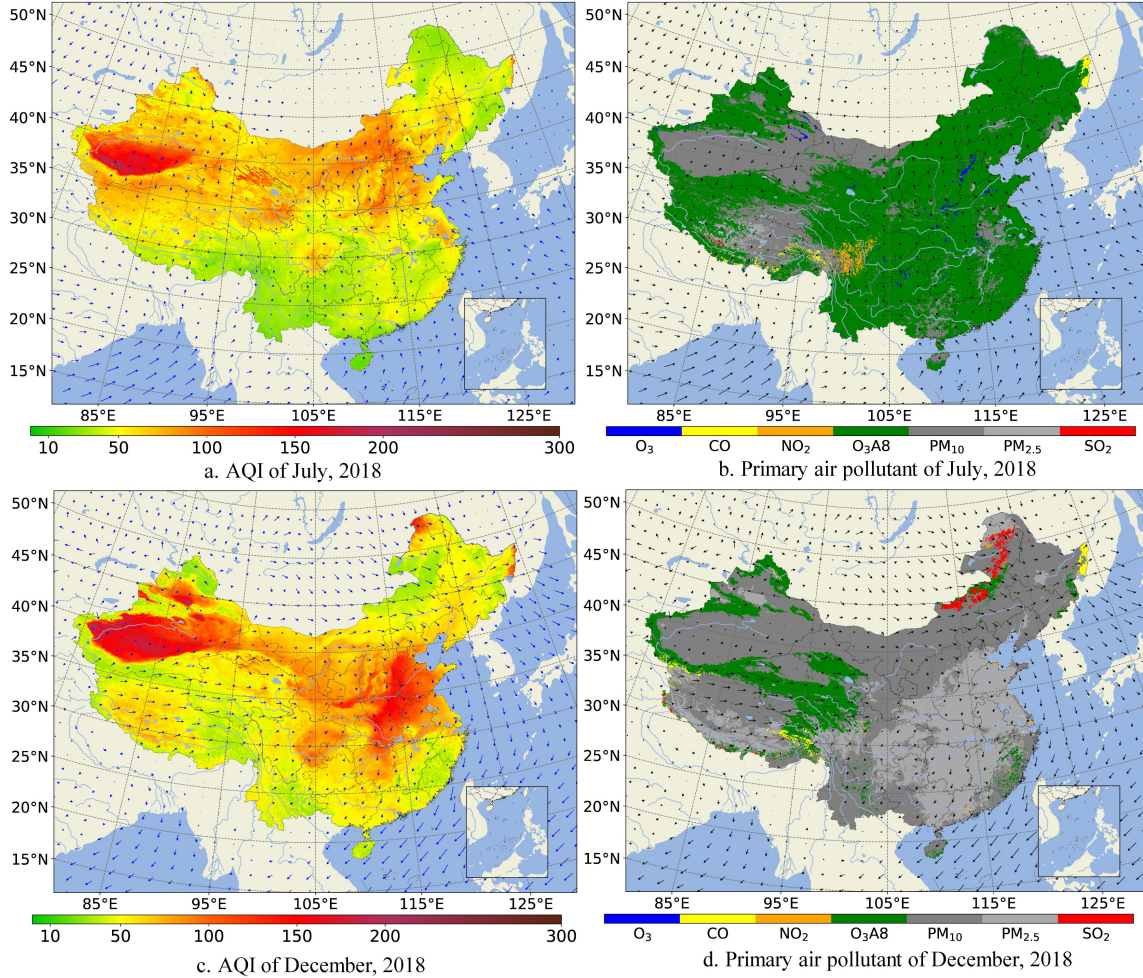 50°N
45°N
40°N
35°N
30°N
25°N
20°N
15°N
85°E 95°E 105°E 115°E 125°E
10 50 100 150 200 300
a. AQI of July, 2018
50°N
45°N
40°N
35°N
30°N
25°N
20°N
15°N
85°E 95°E 105°E 115°E 125°E
O₃ CO NO₂ O₃A8 PM₁₀ PM₂.₅ SO₂
b. Primary air pollutant of July, 2018
50°N
45°N
40°N
35°N
30°N
25°N
20°N
15°N
85°E 95°E 105°E 115°E 125°E
10 50 100 150 200 300
c. AQI of December, 2018
50°N
45°N
40°N
35°N
30°N
25°N
20°N
15°N
85°E 95°E 105°E 115°E 125°E
O₃ CO NO₂ O₃A8 PM₁₀ PM₂.₅ SO₂
d. Primary air pollutant of December, 2018